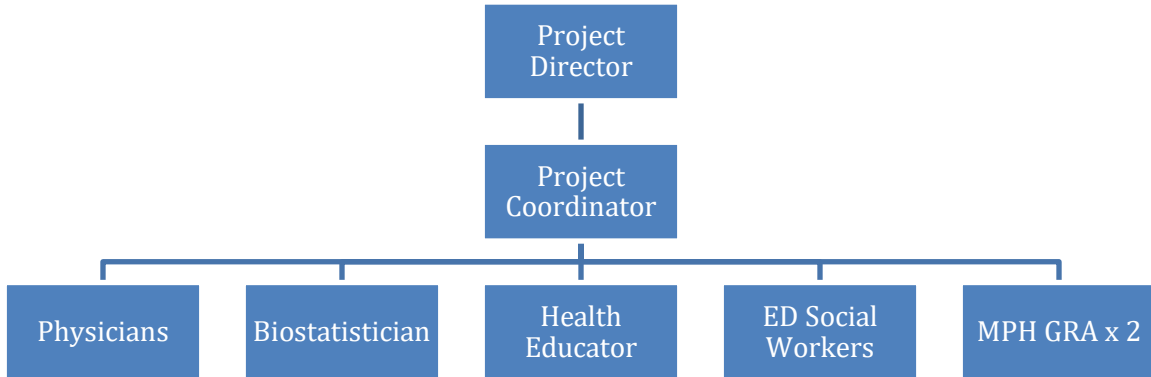 Project
Director
Project
Coordinator
Physicians
Biostatistician
Health
Educator
ED Social
Workers
MPH GRA x 2